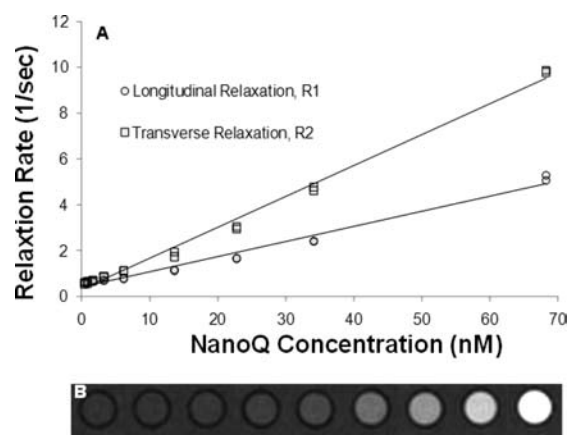 A
12
10
8
6
4
2
0
Longitudinal Relaxation, R1
Transverse Relaxation, R2
Relaxtion Rate (1/sec)
0 10 20 30 40 50 60 70
NanoQ Concentration (nM)
B